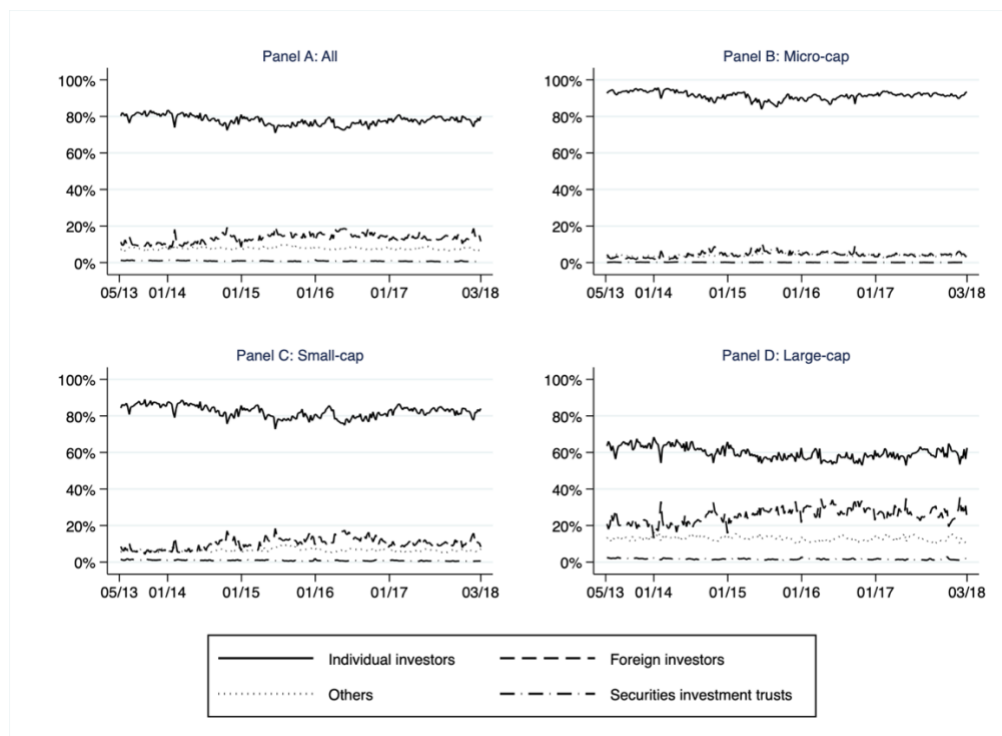 Panel A: All
100%
80%
60%
40%
20%
0%
05/13 01/14 01/15 01/16 01/17 03/18
Panel B: Micro-cap
100%
80%
60%
40%
20%
0%
05/13 01/14 01/15 01/16 01/17 03/18
Panel C: Small-cap
100%
80%
60%
40%
20%
0%
05/13 01/14 01/15 01/16 01/17 03/18
Panel D: Large-cap
100%
80%
60%
40%
20%
0%
05/13 01/14 01/15 01/16 01/17 03/18
Individual investors Foreign investors
Others Securities investment trusts